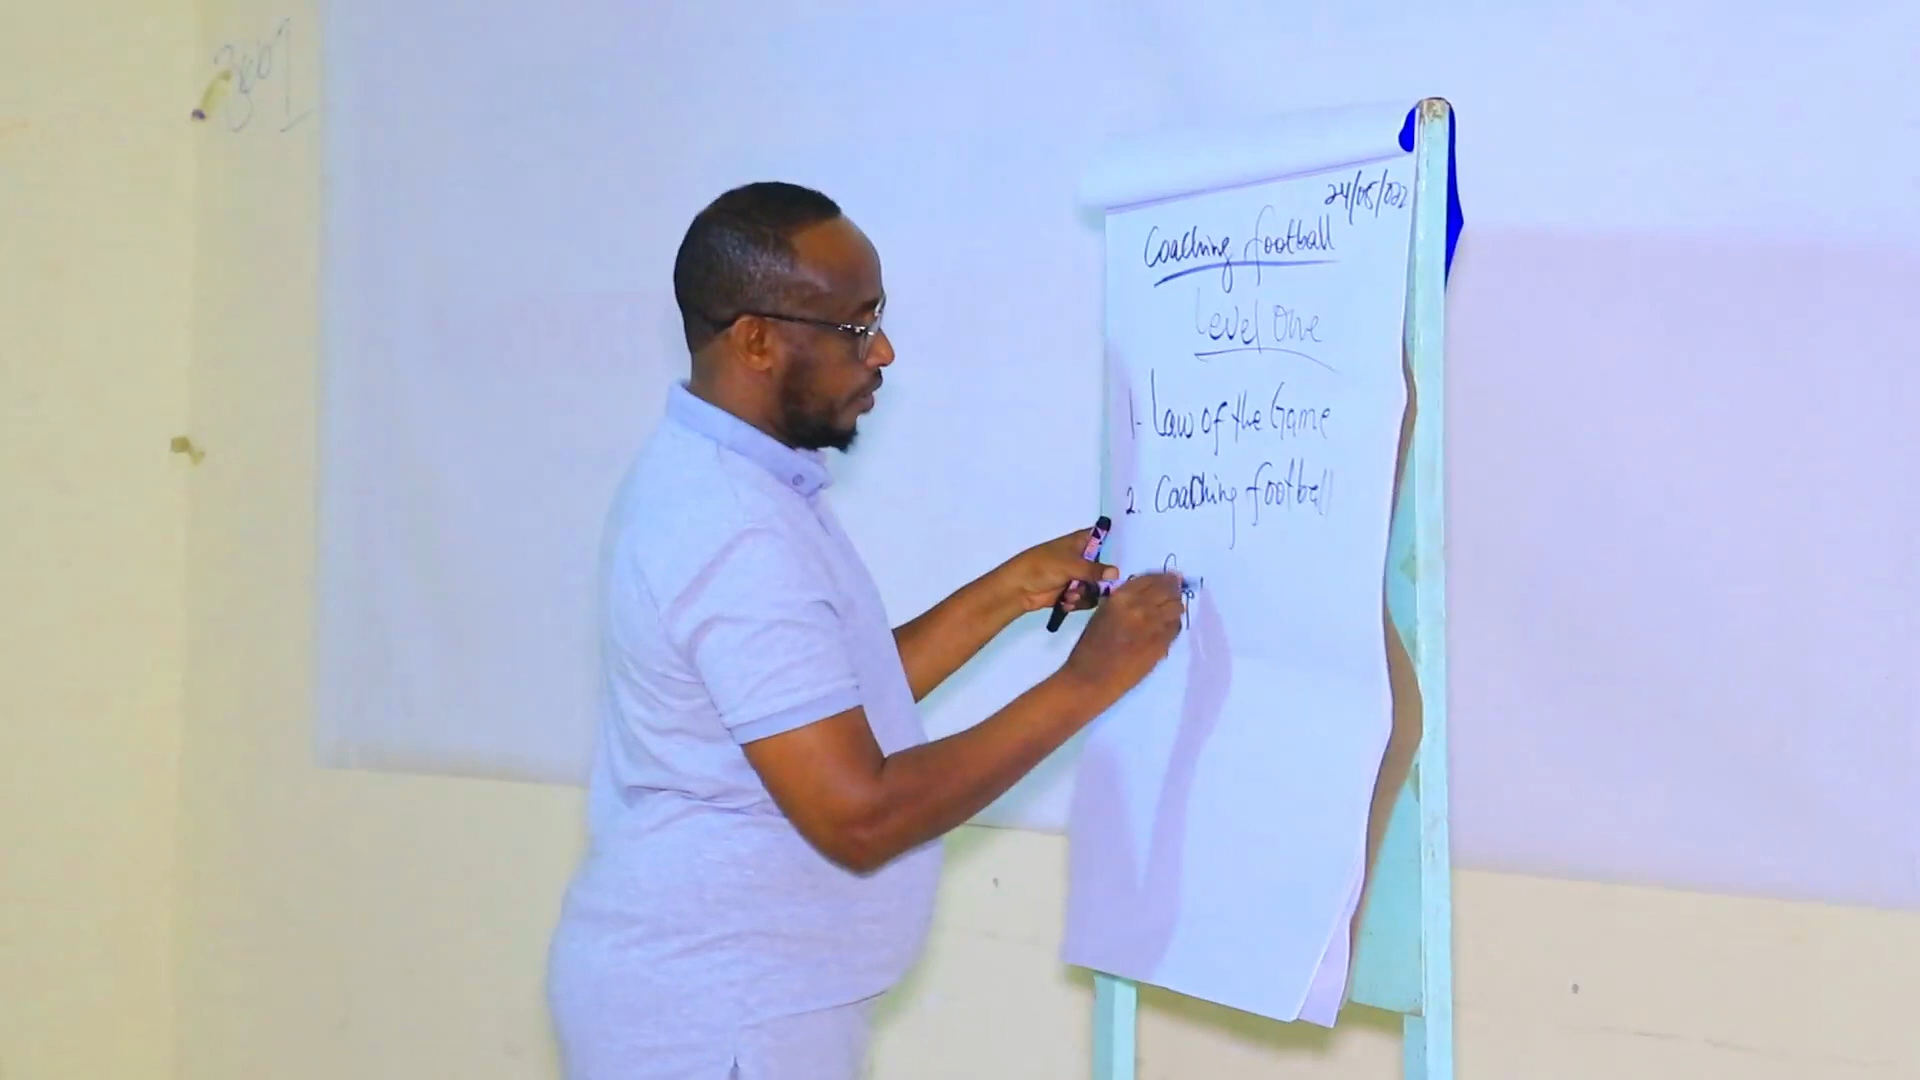 24/05/022
Coaching football
Level One
1- Law of the Game
2. Coaching football